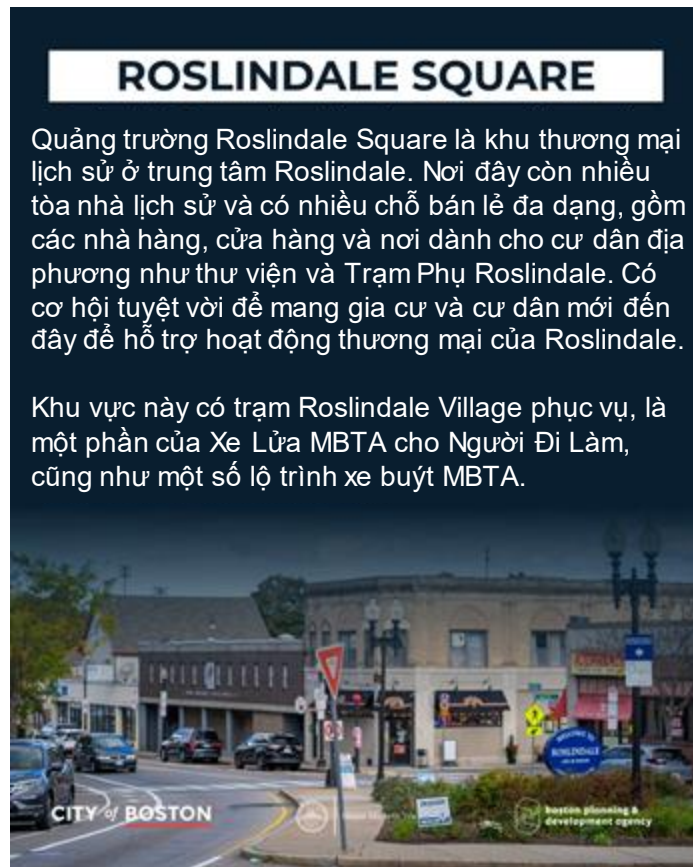 ROSLINDALE SQUARE
Quảng trường Roslindale Square là khu thương mại
lịch sử ở trung tâm Roslindale. Nơi đây còn nhiều
tòa nhà lịch sử và có nhiều chỗ bán lẻ đa dạng, gồm
các nhà hàng, cửa hàng và nơi dành cho cư dân địa
phương như thư viện và Trạm Phụ Roslindale. Có
cơ hội tuyệt vời để mang gia cư và cư dân mới đến
đây để hỗ trợ hoạt động thương mại của Roslindale.
Khu vực này có trạm Roslindale Village phục vụ, là
một phần của Xe Lửa MBTA cho Người Đi Làm,
cũng như một số lộ trình xe buýt MBTA.
WELCOME TO
ROSLINDALE
CITY of BOSTON
boston planning &
development agency